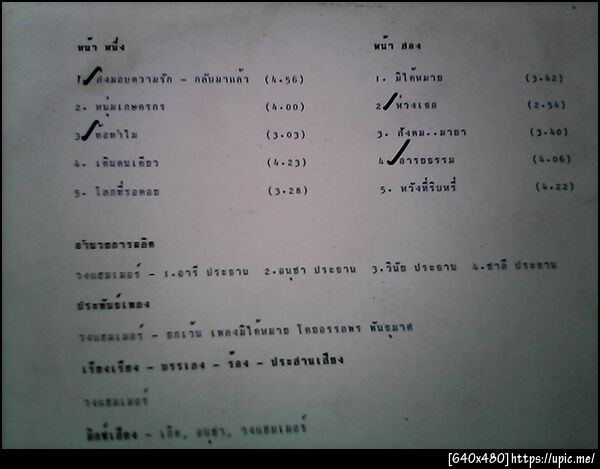 หน้า หนึ่ง
1. ส่งมอบความรัก - กลับมาแล้ว (4.56)
2. หนุ่มเกษตรกร (4.00)
3. ท้อทำไม (3.03)
4. เดินคนเดียว (4.23)
5. โลกที่รอคอย (3.28)
หน้า สอง
1. มิได้หมาย (3.42)
2. ห่วงเธอ (2.54)
3. สังคม..มายา (3.40)
4. อารยธรรม (4.06)
5. หวังที่ริบหรี่ (4.22)
อำนวยการผลิต
วงแฮมเมอร์ - 1.อารี ประธาน 2.อนุชา ประธาน 3.วินัย ประธาน 4.ชาลี ประธาน
ประพันธ์เพลง
วงแฮมเมอร์ - ยกเว้น เพลงมิได้หมาย โดยอรรถพร พันธุมาศ
เรียงเรียง - บรรเลง - ร้อง - ประสานเสียง
วงแฮมเมอร์
มิกซ์เสียง - อนุชา, วงแฮมเมอร์
[640x480]https://upic.me/